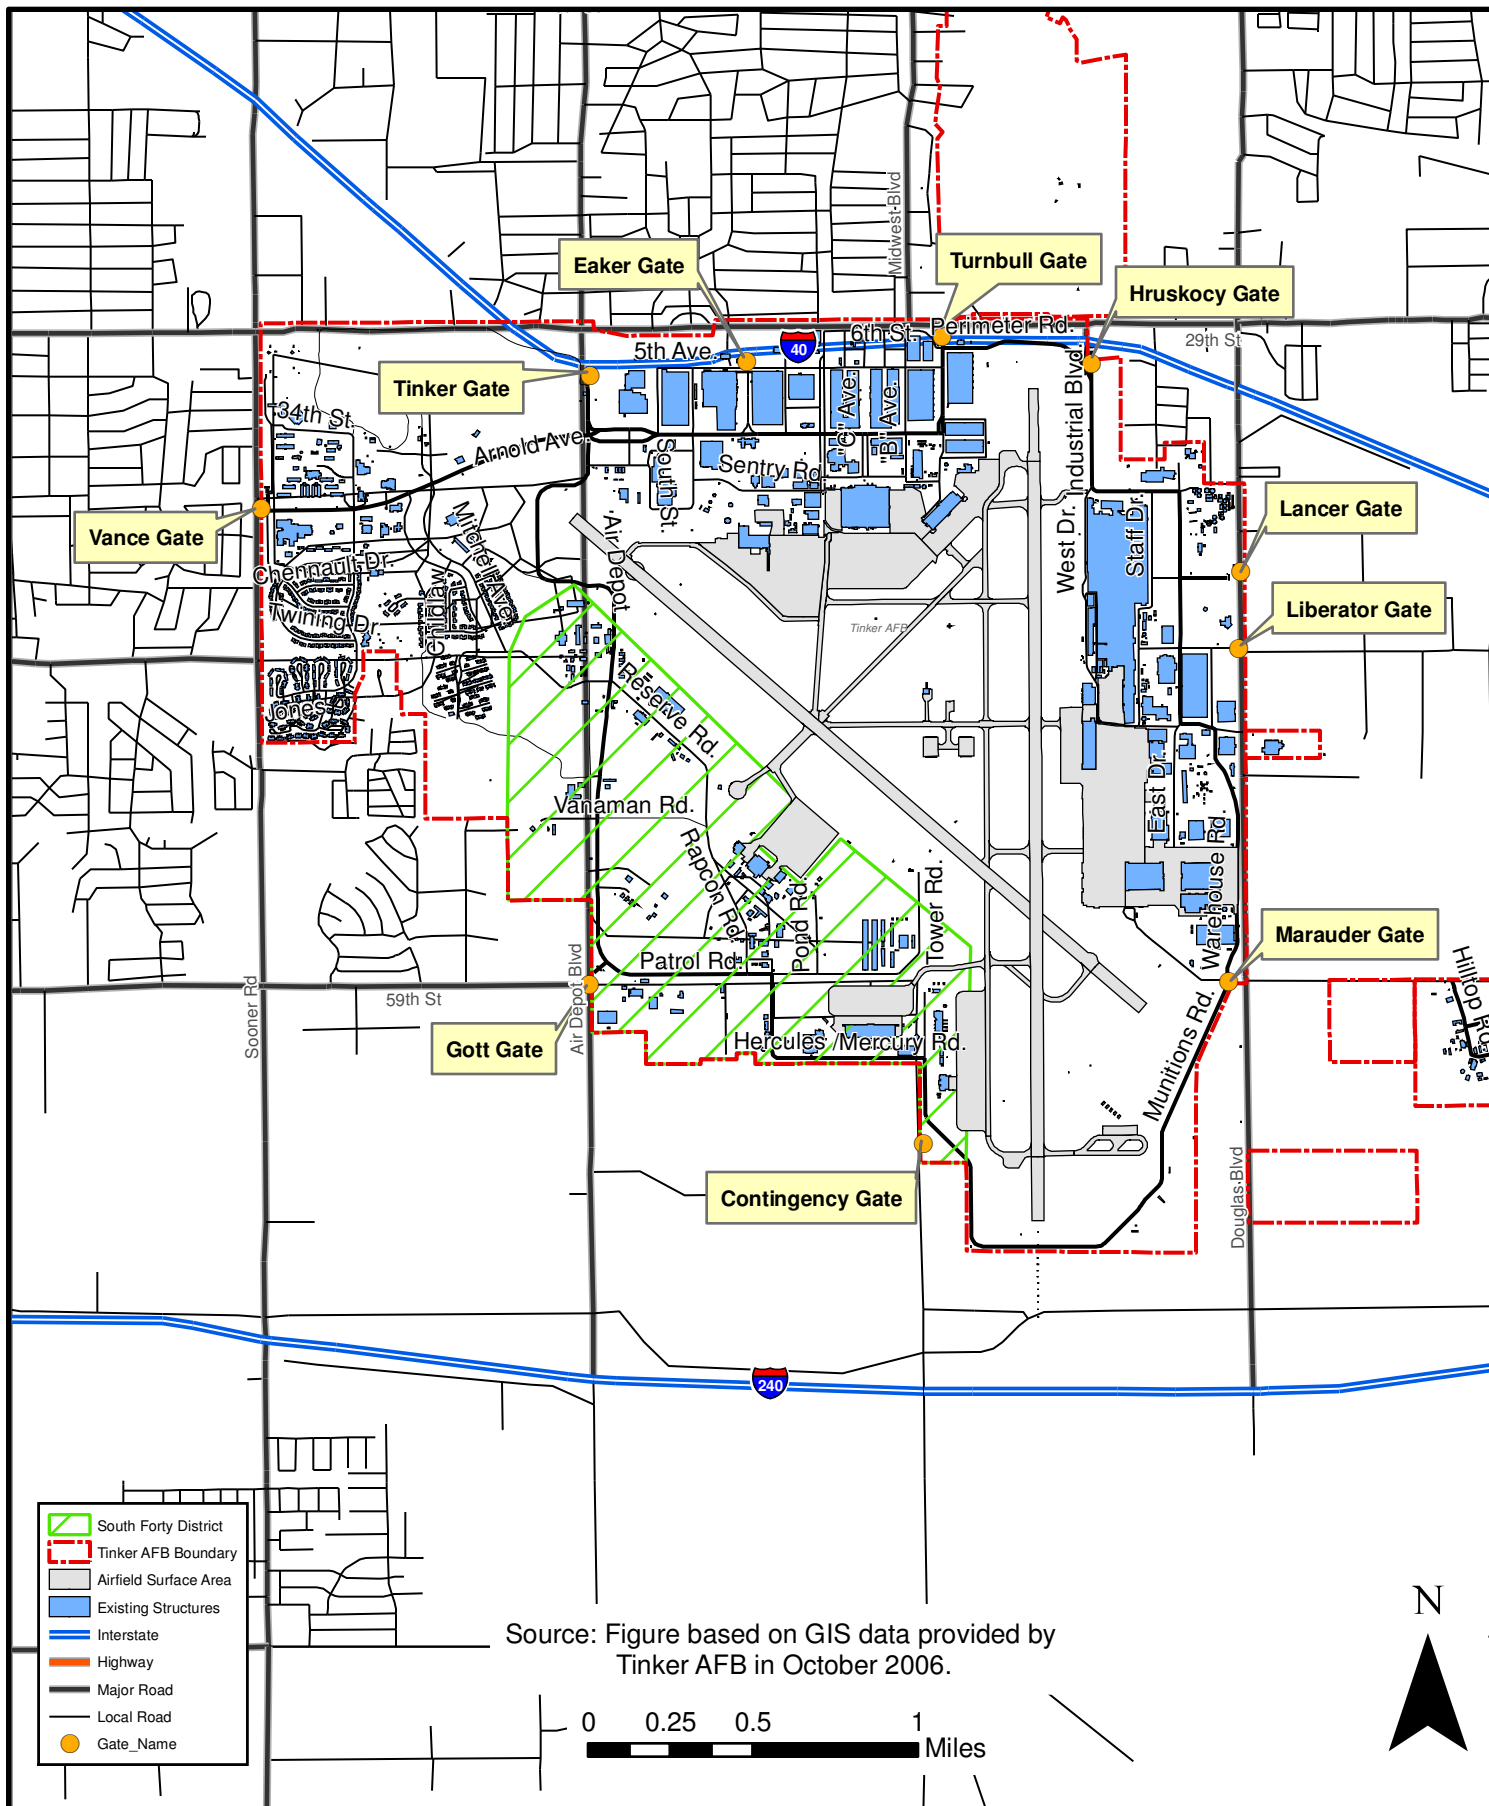 Midwest Blvd
Eaker Gate
Turnbull Gate
Hruskocy Gate
6th St.
Perimeter Rd.
29th St
5th Ave.
40
Tinker Gate
Industrial Blvd.
34th St.
"C" Ave.
"B" Ave.
Arnold Ave.
South St.
Sentry Rd.
Vance Gate
Lancer Gate
Mitchell Ave.
Air Depot
West Dr.
Staff Dr.
Chennault Dr.
Twining Dr
Liberator Gate
Tinker AFB
Reserve Rd.
East Dr.
Vanaman Rd.
Rapcon Rd.
Pond Rd.
Tower Rd.
Warehouse Rd.
Marauder Gate
Patrol Rd.
59th St
Sooner Rd
Air Depot Blvd
Gott Gate
Hercules /Mercury Rd.
Munitions Rd.
Contingency Gate
Douglas Blvd
240
South Forty District
Tinker AFB Boundary
Airfield Surface Area
Existing Structures
Interstate
Highway
Major Road
Local Road
Gate_Name
Source: Figure based on GIS data provided by
Tinker AFB in October 2006.
0 0.25 0.5 1
Miles
N